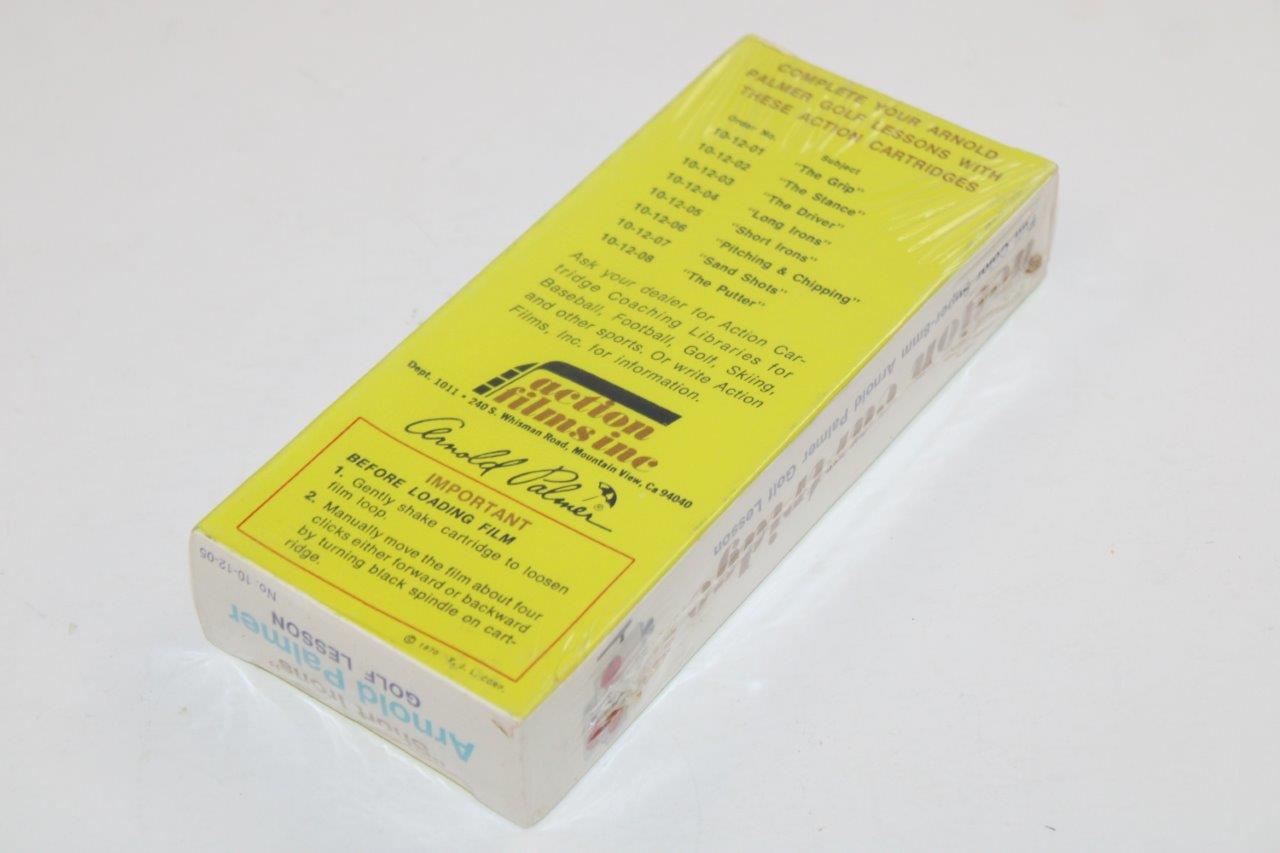 COMPLETE YOUR ARNOLD
PALMER GOLF LESSONS WITH
THESE ACTION CARTRIDGES
Order No. Subject
10-12-01 "The Grip"
10-12-02 "The Stance"
10-12-03 "The Driver"
10-12-04 "Long Irons"
10-12-05 "Short Irons"
10-12-06 "Pitching & Chipping"
10-12-07 "Sand Shots"
10-12-08 "The Putter"
Ask your dealer for Action Car-
tridge Coaching Libraries for
Baseball, Football, Golf, Skiing,
and other sports. Or write Action
Films, Inc. for information.
action
films inc
Dept. 1011 • 240 S. Whisman Road, Mountain View, Ca 94040
Arnold Palmer ®
IMPORTANT
BEFORE LOADING FILM
1. Gently shake cartridge to loosen
film loop.
2. Manually move the film about four
clicks either forward or backward
by turning black spindle on cart-
ridge.
© 1970
CORP.
No. 10-12-05
Arnold Palmer
GOLF LESSON
"Short Irons"
Super-8mm Arnold Palmer Golf Lesson
action